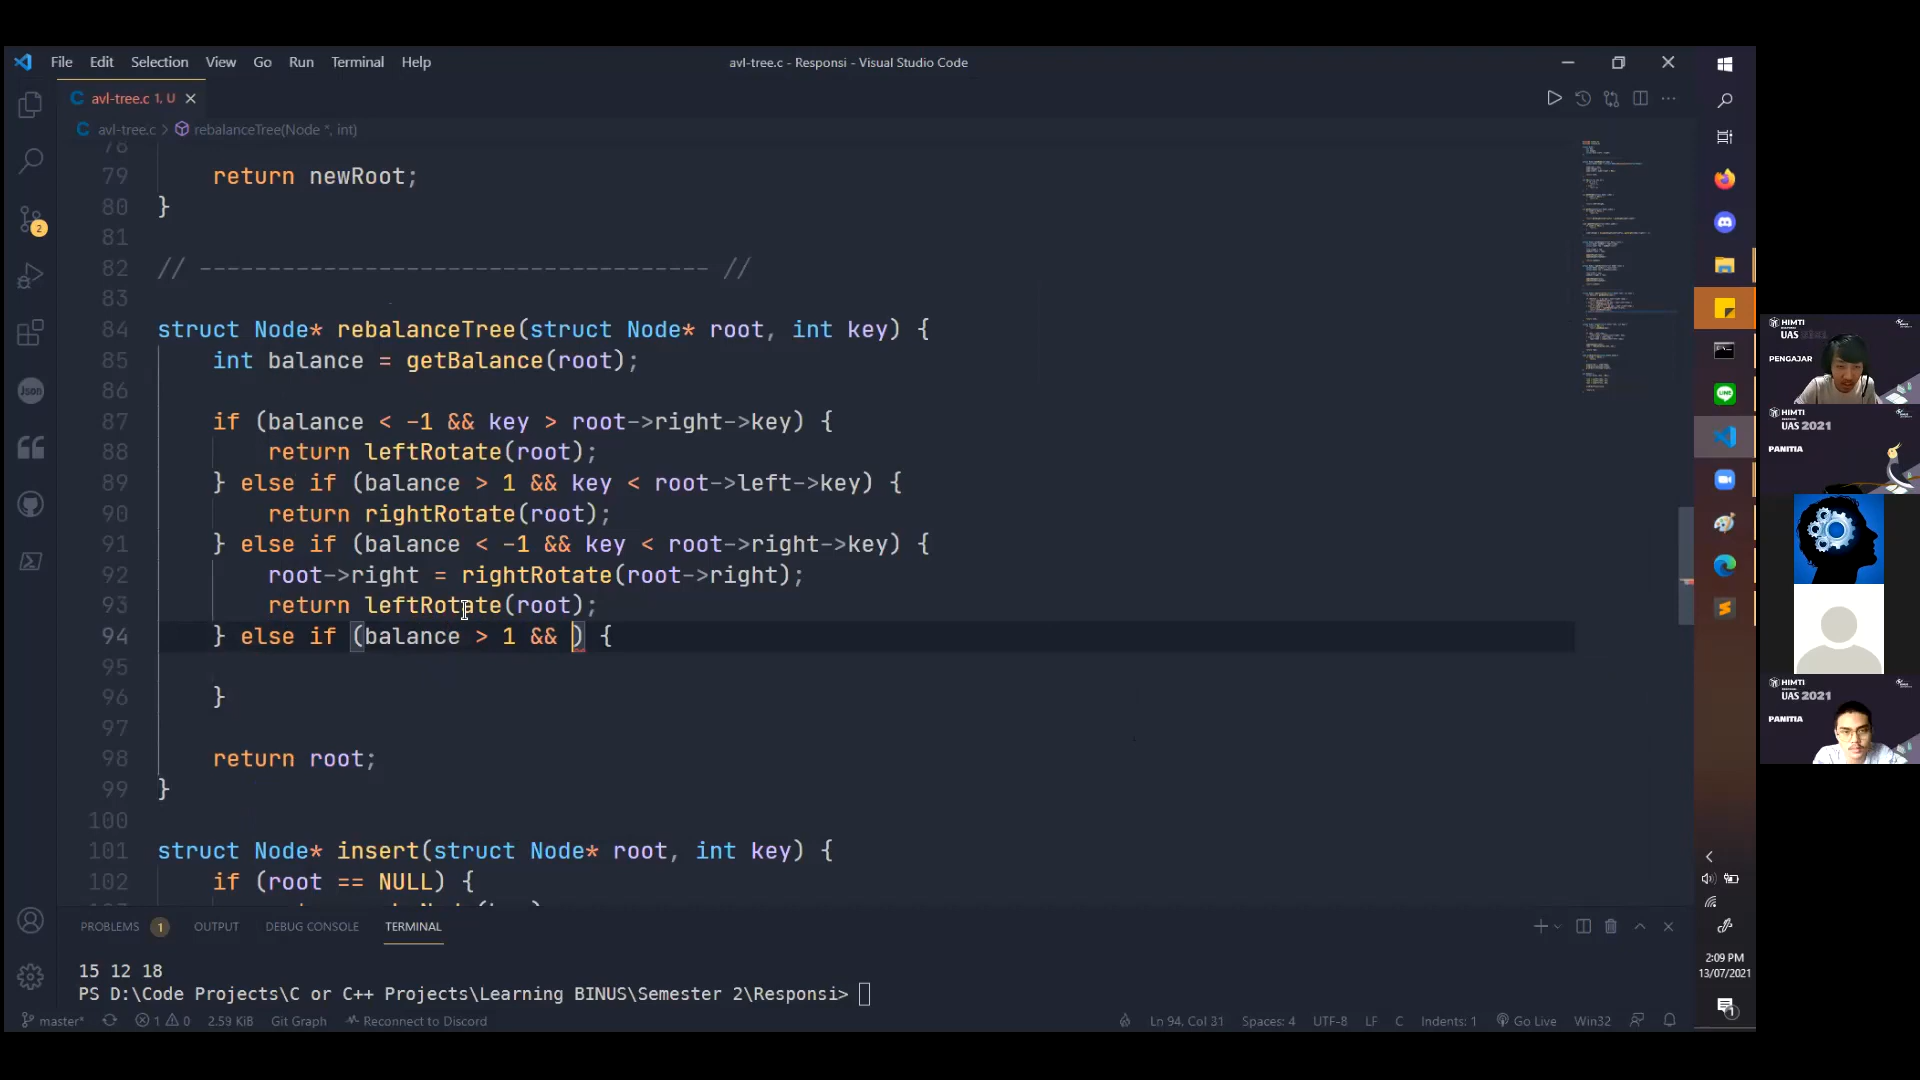 File Edit Selection View Go Run Terminal Help
avl-tree.c - Responsi - Visual Studio Code
avl-tree.c 1, U
avl-tree.c > rebalanceTree(Node *, int)
78
79 return newRoot;
80 }
81
82 // ------------------------------------- //
83
84 struct Node* rebalanceTree(struct Node* root, int key) {
85 int balance = getBalance(root);
86
87 if (balance < -1 && key > root->right->key) {
88 return leftRotate(root);
89 } else if (balance > 1 && key < root->left->key) {
90 return rightRotate(root);
91 } else if (balance < -1 && key < root->right->key) {
92 root->right = rightRotate(root->right);
93 return leftRotate(root);
94 } else if (balance > 1 && ) {
95
96 }
97
98 return root;
99 }
100
101 struct Node* insert(struct Node* root, int key) {
102 if (root == NULL) {
PROBLEMS 1 OUTPUT DEBUG CONSOLE TERMINAL
15 12 18
PS D:\Code Projects\C or C++ Projects\Learning BINUS\Semester 2\Responsi>
master* 1 0 2.59 KiB Git Graph Reconnect to Discord
Ln 94, Col 31 Spaces: 4 UTF-8 LF C Indents: 1 Go Live Win32
2
Json
2:09 PM
13/07/2021
1
HIMTI
UAS
PENGAJAR
HIMTI
UAS 2021
PANITIA
HIMTI
UAS 2021
PANITIA